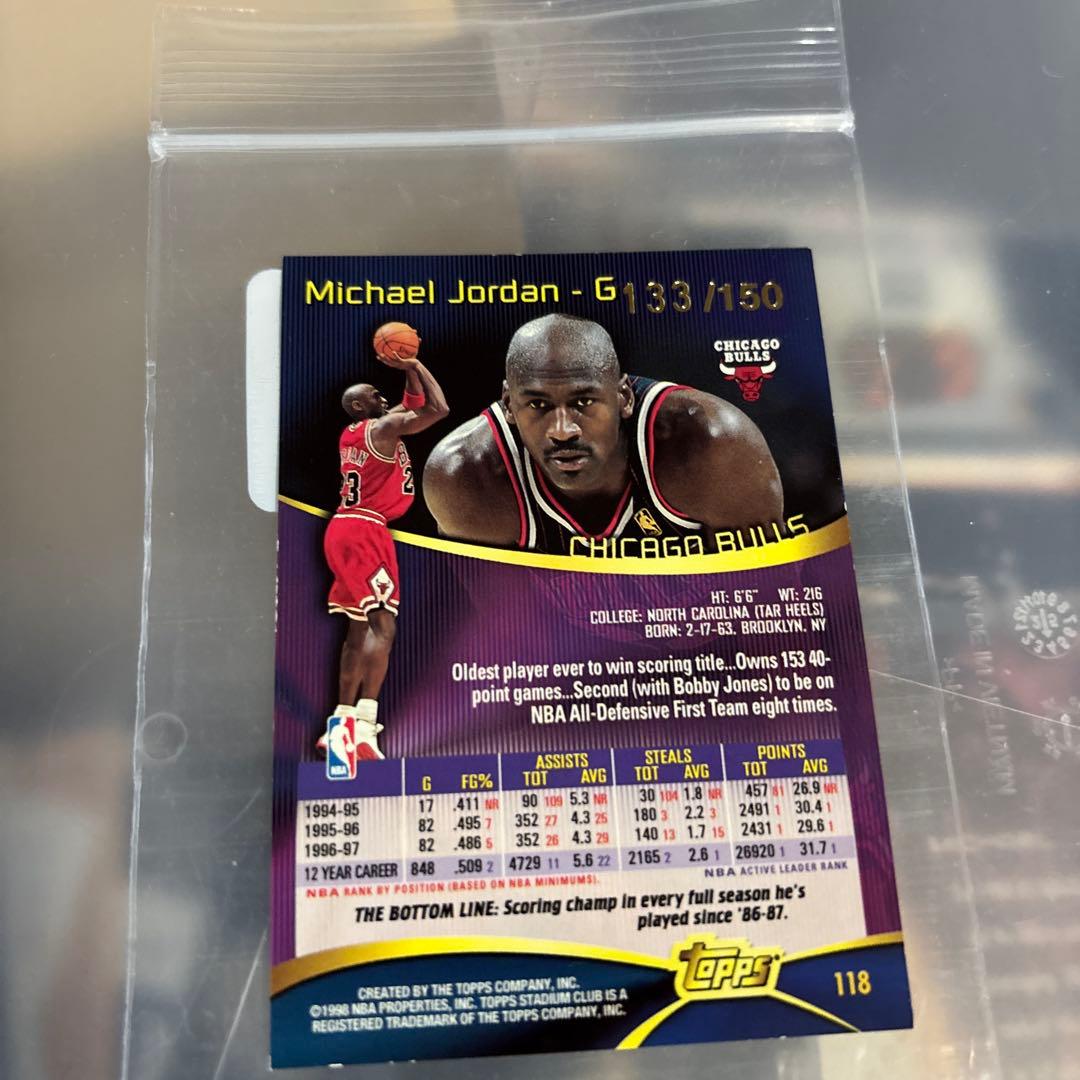 Michael Jordan - G 133/150
CHICAGO
BULLS
CHICAGO BULLS
HT: 6'6" WT: 216
COLLEGE: NORTH CAROLINA (TAR HEELS)
BORN: 2-17-63, BROOKLYN, NY
Oldest player ever to win scoring title...Owns 153 40-
point games...Second (with Bobby Jones) to be on
NBA All-Defensive First Team eight times.
NBA
ASSISTS STEALS POINTS
G FG% TOT AVG TOT AVG TOT AVG
1994-95 17 .411 NR 90 109 5.3 NR 30 104 1.8 NR 457 81 26.9 NR
1995-96 82 .495 7 352 27 4.3 25 180 3 2.2 3 2491 1 30.4 1
1996-97 82 .486 5 352 26 4.3 29 140 13 1.7 15 2431 1 29.6 1
12 YEAR CAREER 848 .509 2 4729 11 5.6 22 2165 2 2.6 1 26920 1 31.7 1
NBA RANK BY POSITION (BASED ON NBA MINIMUMS). NBA ACTIVE LEADER RANK
THE BOTTOM LINE: Scoring champ in every full season he's
played since '86-87.
Topps
CREATED BY THE TOPPS COMPANY, INC.
©1998 NBA PROPERTIES, INC. TOPPS STADIUM CLUB IS A
REGISTERED TRADEMARK OF THE TOPPS COMPANY, INC.
118